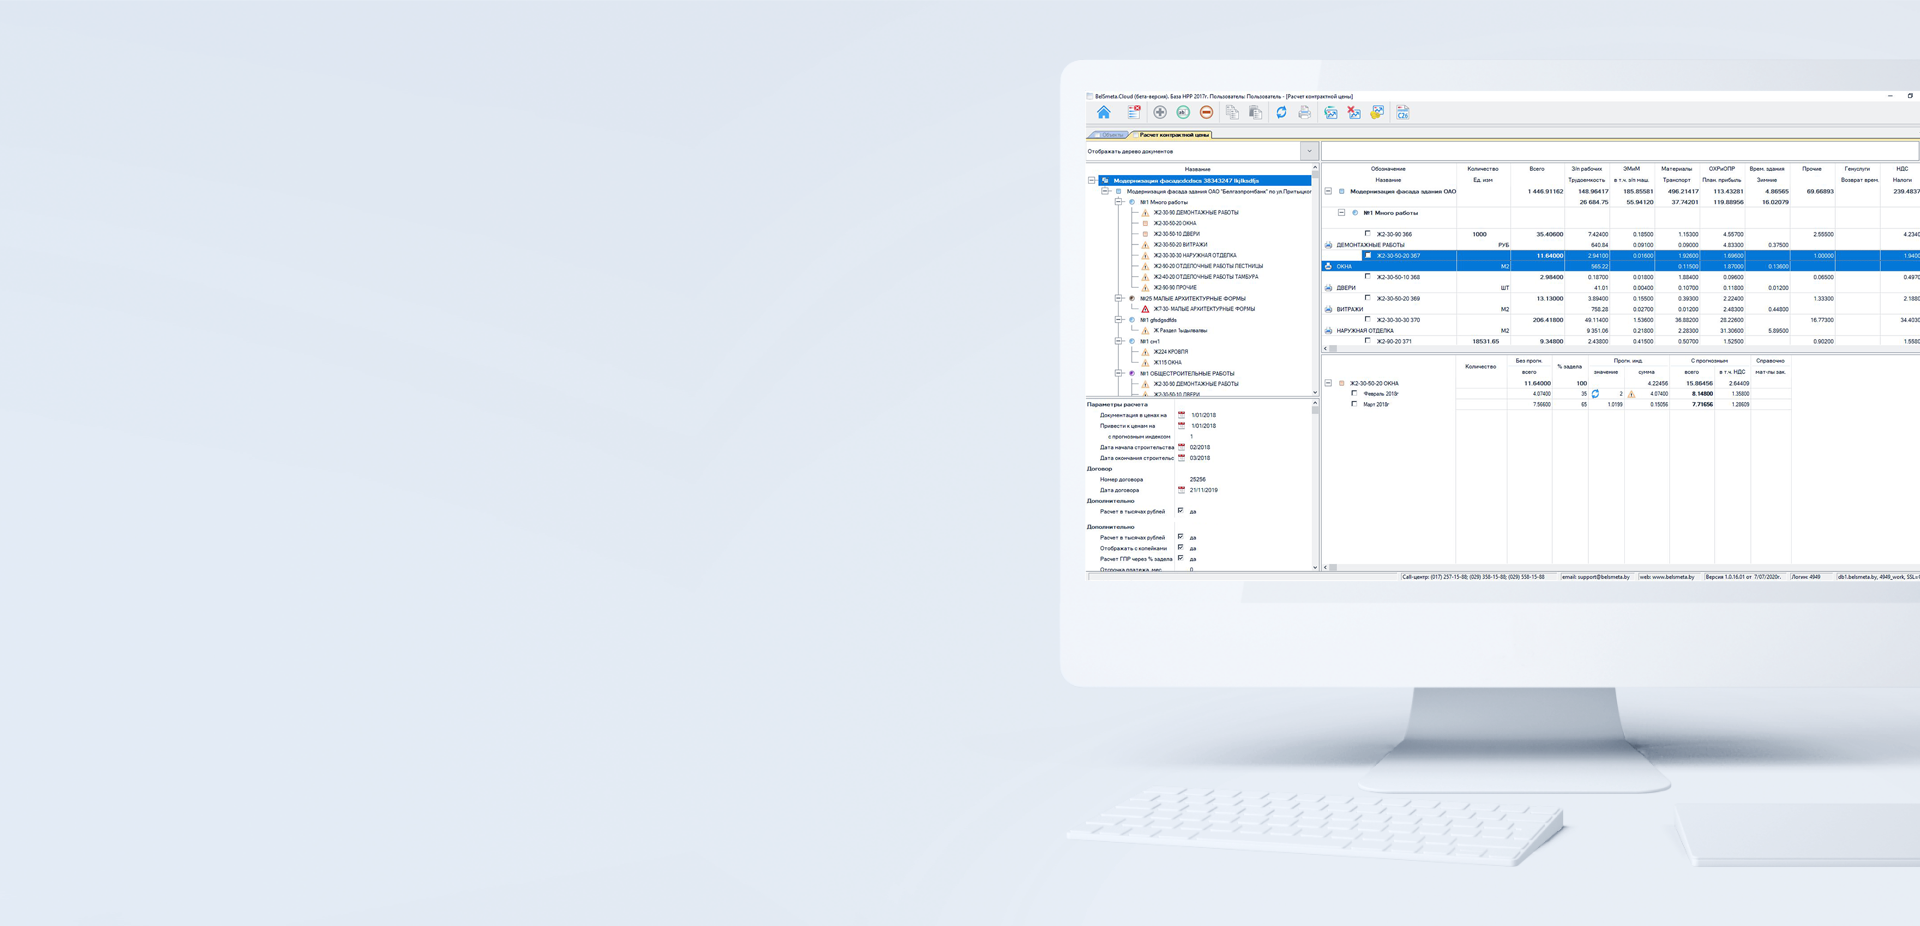 BelSmeta.Cloud (бета-версия). База НРР 2017г. Пользователь: Пользователь - [Расчет контрактной цены]
C26
Объекты
Расчет контрактной цены
Отображать дерево документов
Название
Модернизация фасадcdcdscs 38343247 lkjlksdfjs
Модернизация фасада здания ОАО "Белгазпромбанк" по ул.Притыцког
№1 Много работы
Ж2-30-90 ДЕМОНТАЖНЫЕ РАБОТЫ
Ж2-30-50-20 ОКНА
Ж2-30-50-10 ДВЕРИ
Ж2-30-50-20 ВИТРАЖИ
Ж2-30-30-30 НАРУЖНАЯ ОТДЕЛКА
Ж2-90-20 ОТДЕЛОЧНЫЕ РАБОТЫ ЛЕСТНИЦЫ
Ж2-40-20 ОТДЕЛОЧНЫЕ РАБОТЫ ТАМБУРА
Ж2-90-90 ПРОЧИЕ
№25 МАЛЫЕ АРХИТЕКТУРНЫЕ ФОРМЫ
Ж7-30- МАЛЫЕ АРХИТЕКТУРНЫЕ ФОРМЫ
№1 gfsdgsdfds
Ж Раздел 1ыдылвалвы
№1 см1
Ж224 КРОВЛЯ
Ж115 ОКНА
№1 ОБЩЕСТРОИТЕЛЬНЫЕ РАБОТЫ
Ж2-30-90 ДЕМОНТАЖНЫЕ РАБОТЫ
Ж2-30-50-10 ДВЕРИ
Параметры расчета
Документация в ценах на 1/01/2018
Привести к ценам на 1/01/2018
с прогнозным индексом 1
Дата начала строительства 02/2018
Дата окончания строительс 03/2018
Договор
Номер договора 25256
Дата договора 21/11/2019
Дополнительно
Расчет в тысячах рублей да
Дополнительно
Расчет в тысячах рублей да
Отображать с копейками да
Расчет ГПР через % задела да
Отсрочка платежа, мес. 0
Обозначение Количество Всего З/п рабочих ЭМиМ Материалы ОХРиОПР Врем. здания Прочие Генуслуги НДС
Название Ед. изм Трудоемкость в т.ч. з/п маш. Транспорт План. прибыль Зимние Возврат врем. Налоги
Модернизация фасада здания ОАО 1 446.91162 148.96417 185.85581 496.21417 113.43281 4.86565 69.66893 239.4837
26 684.75 55.94120 37.74201 119.88956 16.02079
№1 Много работы
Ж2-30-90 366 1000 35.40600 7.42400 0.18500 1.15300 4.55700 2.55500 4.2340
ДЕМОНТАЖНЫЕ РАБОТЫ РУБ 640.84 0.09100 0.09000 4.83300 0.37500
Ж2-30-50-20 367 11.64000 2.94100 0.01600 1.92600 1.69600 1.00000 1.9400
ОКНА М2 565.22 0.11500 1.87000 0.13600
Ж2-30-50-10 368 2.98400 0.18700 0.01800 1.88400 0.09600 0.06500 0.4970
ДВЕРИ ШТ 41.01 0.00400 0.10700 0.11800 0.01200
Ж2-30-50-20 369 13.13000 3.89400 0.15500 0.39300 2.22400 1.33300 2.1880
ВИТРАЖИ М2 758.28 0.02700 0.01200 2.48300 0.44800
Ж2-30-30-30 370 206.41800 49.11400 1.53600 36.88200 28.22600 16.77300 34.4030
НАРУЖНАЯ ОТДЕЛКА М2 9 351.06 0.21800 2.28300 31.30600 5.89500
Ж2-90-20 371 18531.65 9.34800 2.43800 0.41500 0.50700 1.52500 0.90200 1.5580
Количество Без прогн. % задела Прогн. инд. С прогнозным Справочно
всего значение сумма всего в т.ч. НДС мат-лы зак.
Ж2-30-50-20 ОКНА 11.64000 100 4.22456 15.86456 2.64409
Февраль 2018г 4.07400 35 2 4.07400 8.14800 1.35800
Март 2018г 7.56600 65 1.0199 0.15056 7.71656 1.28609
Call-центр: (017) 257-15-88; (029) 358-15-88; (029) 558-15-88 email: support@belsmeta.by web: www.belsmeta.by Версия 1.0.16.01 от 7/07/2020г. Логин: 4949 db1.belsmeta.by, 4949_work, SSL=